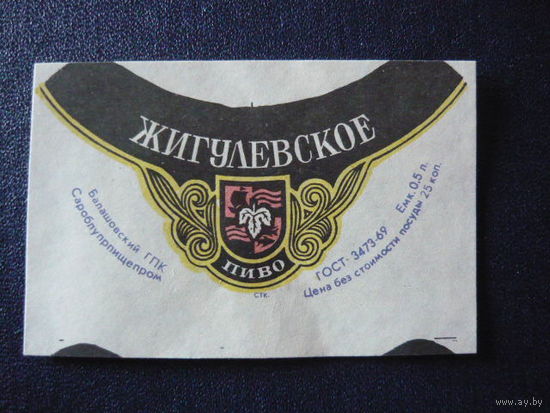 ЖИГУЛЕВСКОЕ
ПИВО
Балашовский ГПК
Сароблупрпищепром
ГОСТ- 3473-69 Емк. 0,5 л.
Цена без стоимости посуды 25 коп.
СТК.
www.ay.by